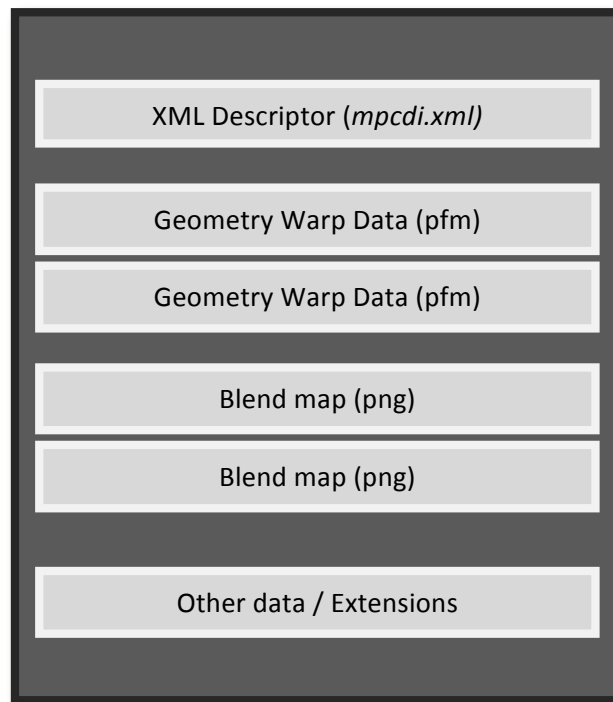 XML Descriptor (mpcdi.xml)
Geometry Warp Data (pfm)
Geometry Warp Data (pfm)
Blend map (png)
Blend map (png)
Other data / Extensions